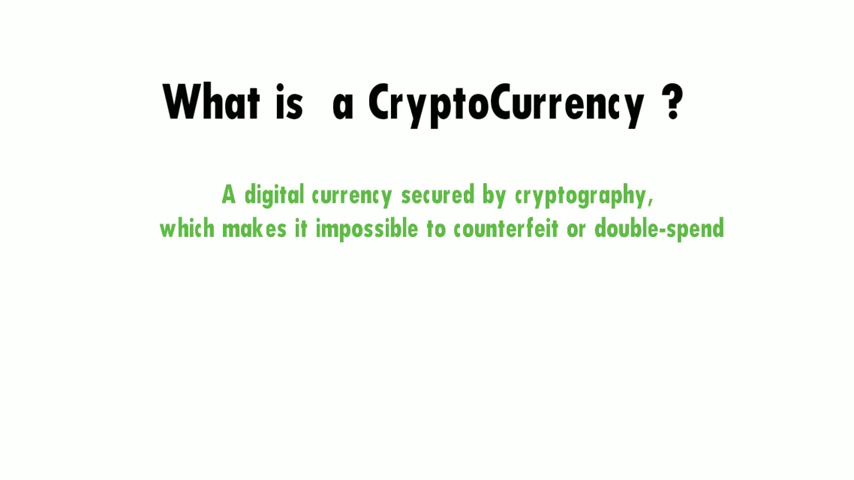 What is a CryptoCurrency ?
A digital currency secured by cryptography,
which makes it impossible to counterfeit or double-spend